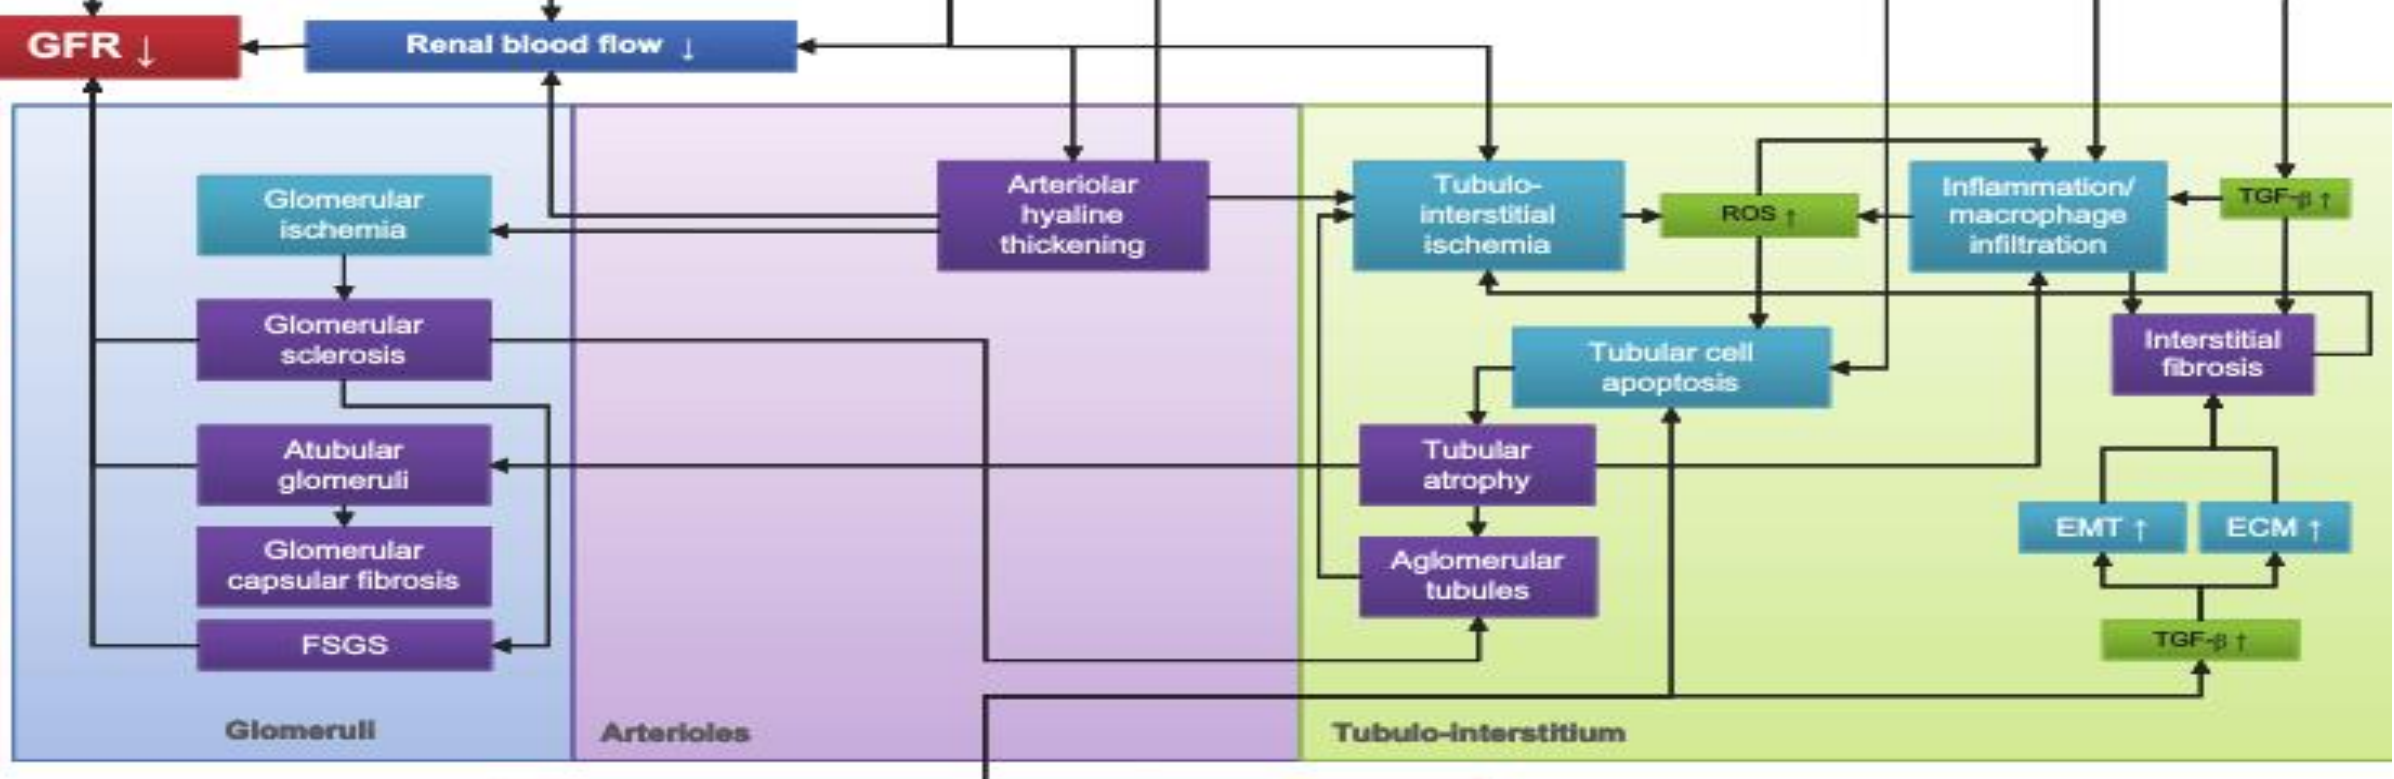 GFR ↓
Renal blood flow ↓
Glomerular
ischemia
Glomerular
sclerosis
Atubular
glomeruli
Glomerular
capsular fibrosis
FSGS
Glomeruli
Arteriolar
hyaline
thickening
Arterioles
Tubulo-
interstitial
ischemia
ROS ↑
Inflammation/
macrophage
infiltration
TGF-β ↑
Tubular cell
apoptosis
Interstitial
fibrosis
Tubular
atrophy
Aglomerular
tubules
EMT ↑
ECM ↑
TGF-β ↑
Tubulo-interstitium